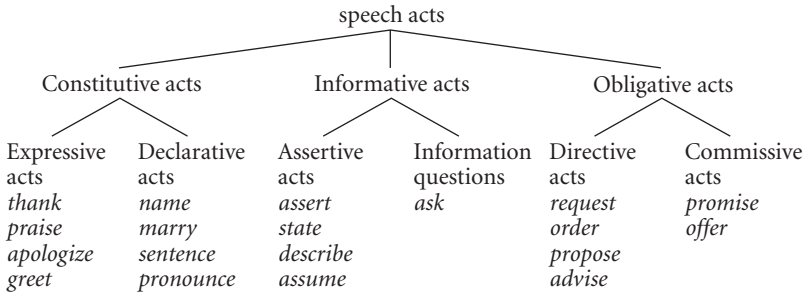 speech acts
Constitutive acts Informative acts Obligative acts
Expressive Declarative Assertive Information Directive Commissive
acts acts acts questions acts acts
thank name assert ask request promise
praise marry state order offer
apologize sentence describe propose
greet pronounce assume advise